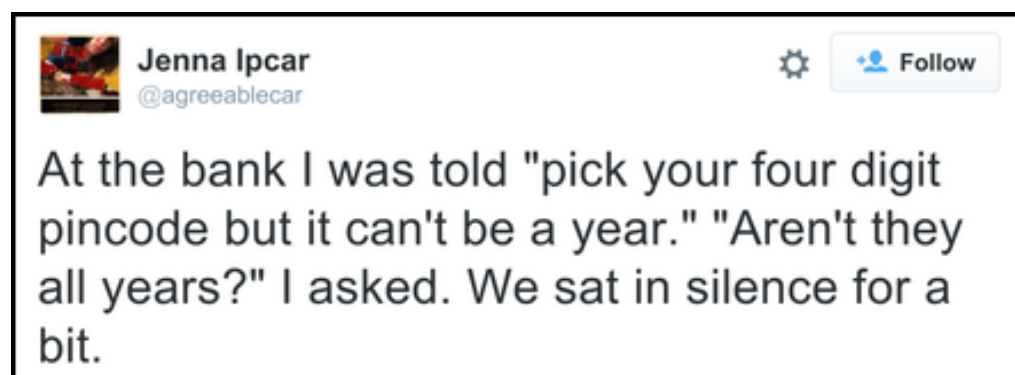 Jenna Ipcar
@agreeablecar
Follow
At the bank I was told "pick your four digit
pincode but it can't be a year." "Aren't they
all years?" I asked. We sat in silence for a
bit.